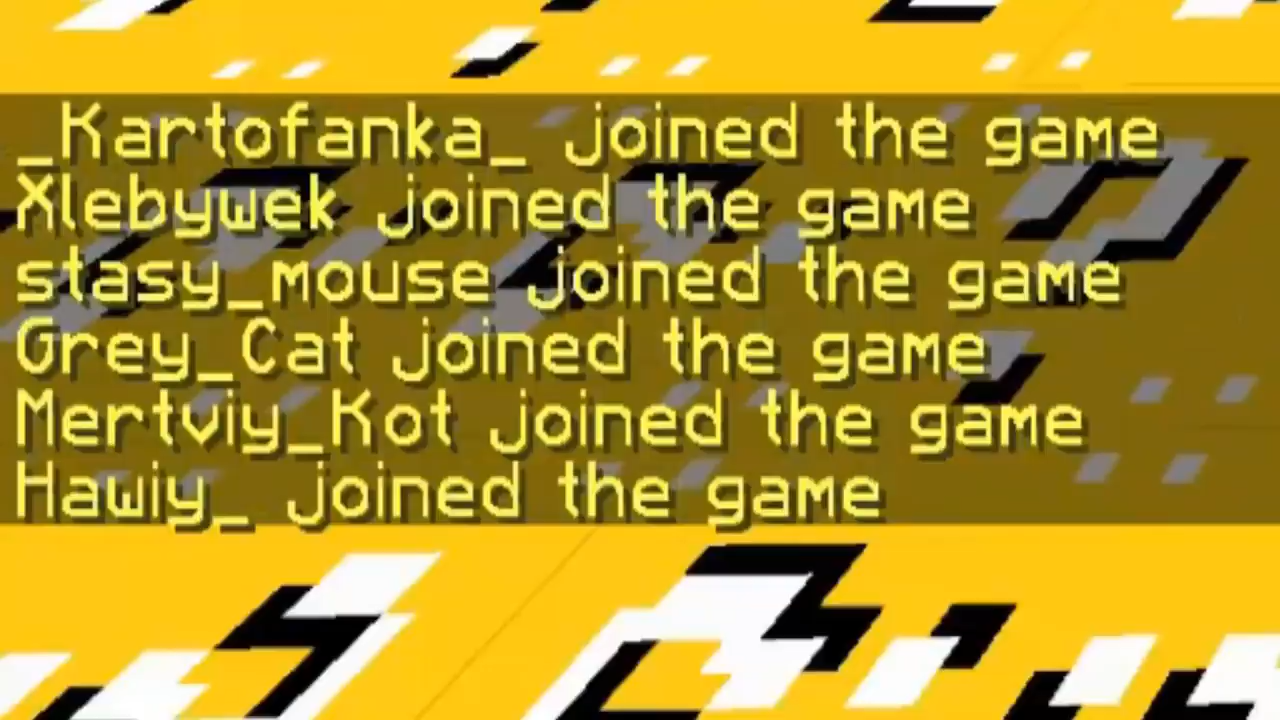 _Kartofanka_ joined the game
Xlebywek joined the game
stasy_mouse joined the game
Grey_Cat joined the game
Mertviy_Kot joined the game
Hawiy_ joined the game